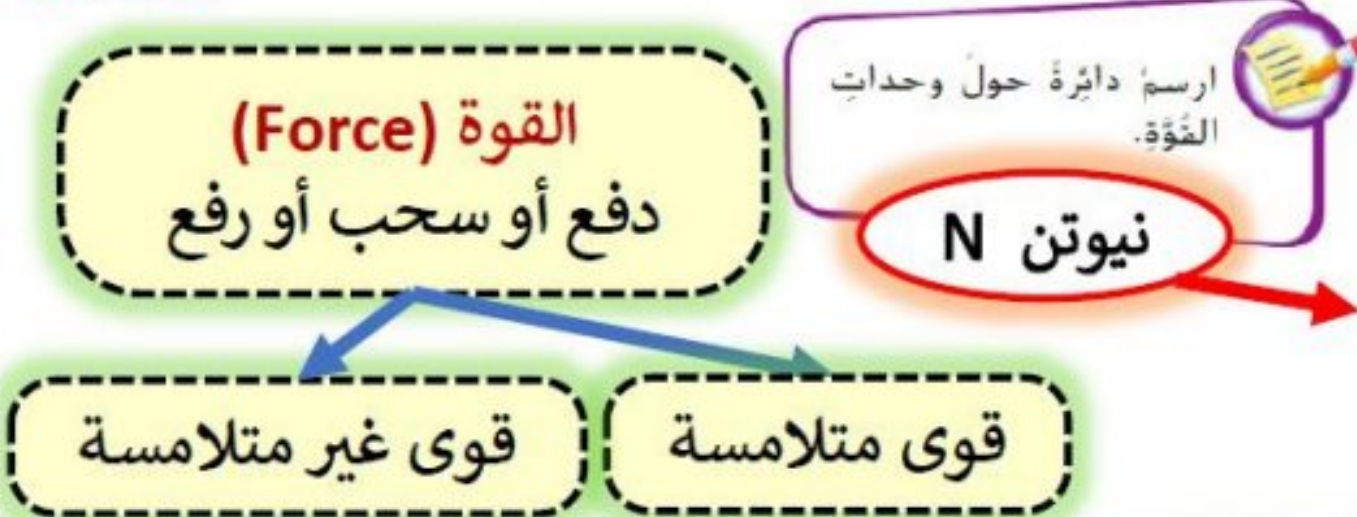 ارسمْ دائِرةً حولَ وحداتِ
القُوَّةِ.
نيوتن N
القوة (Force)
دفع أو سحب أو رفع
قوى متلامسة
قوى غير متلامسة